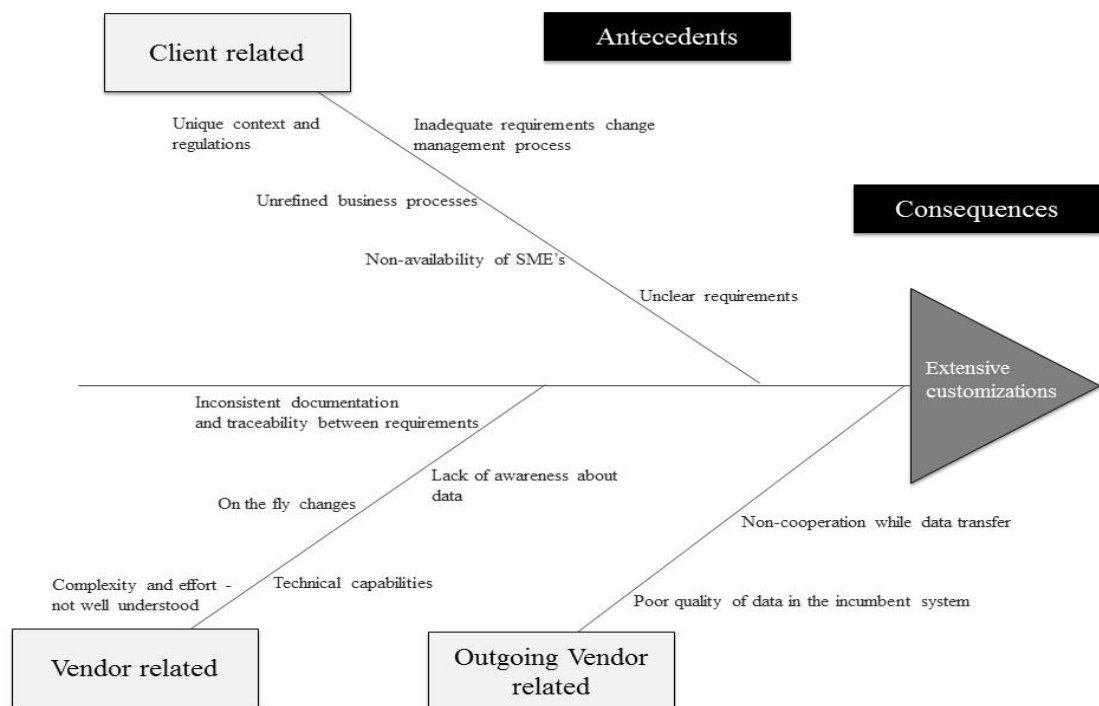 Client related
Antecedents
Unique context and
regulations
Inadequate requirements change
management process
Unrefined business processes
Consequences
Non-availability of SME's
Unclear requirements
Extensive
customizations
Inconsistent documentation
and traceability between requirements
Lack of awareness about
data
On the fly changes
Non-cooperation while data transfer
Complexity and effort -
not well understood
Technical capabilities
Poor quality of data in the incumbent system
Vendor related
Outgoing Vendor
related